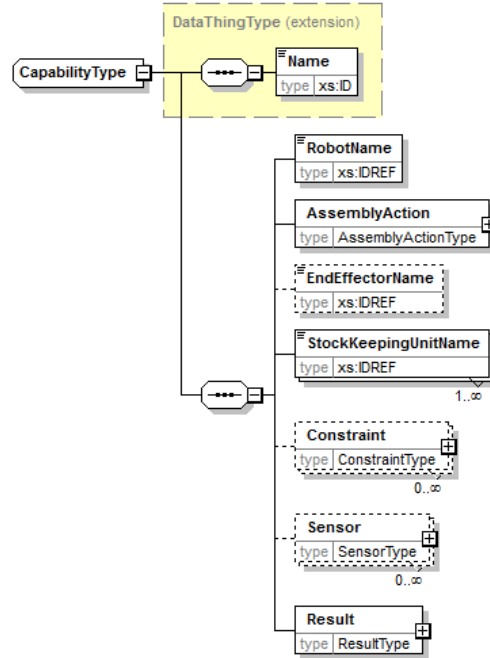 DataThingType (extension)
CapabilityType
Name
type xs:ID
RobotName
type xs:IDREF
AssemblyAction
type AssemblyActionType
EndEffectorName
type xs:IDREF
StockKeepingUnitName
type xs:IDREF
1..∞
Constraint
type ConstraintType
0..∞
Sensor
type SensorType
0..∞
Result
type ResultType